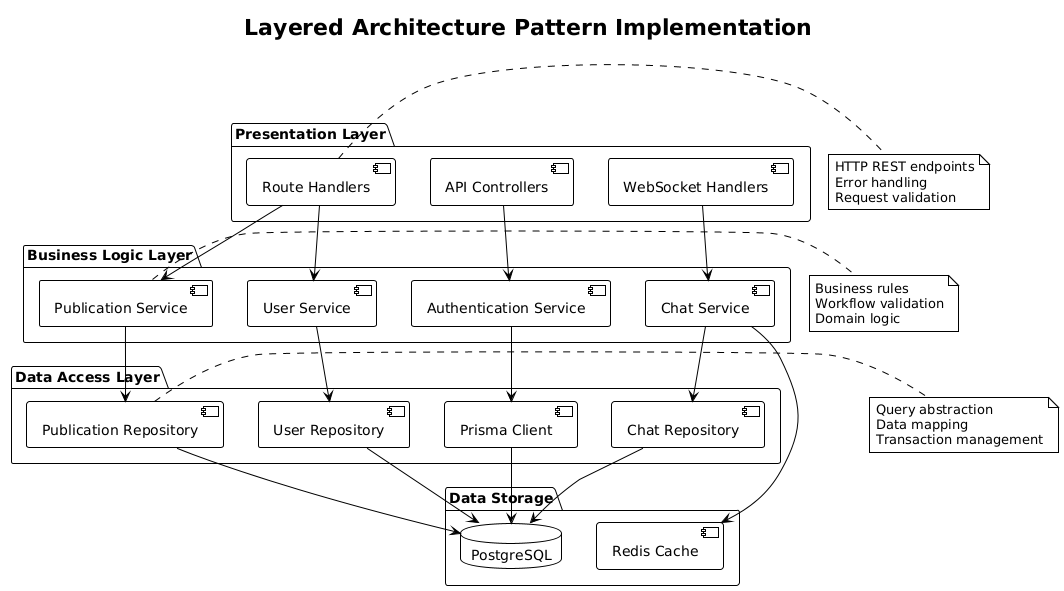 Layered Architecture Pattern Implementation
Presentation Layer
Route Handlers
API Controllers
WebSocket Handlers
HTTP REST endpoints
Error handling
Request validation
Business Logic Layer
Publication Service
User Service
Authentication Service
Chat Service
Business rules
Workflow validation
Domain logic
Data Access Layer
Publication Repository
User Repository
Prisma Client
Chat Repository
Query abstraction
Data mapping
Transaction management
Data Storage
PostgreSQL
Redis Cache